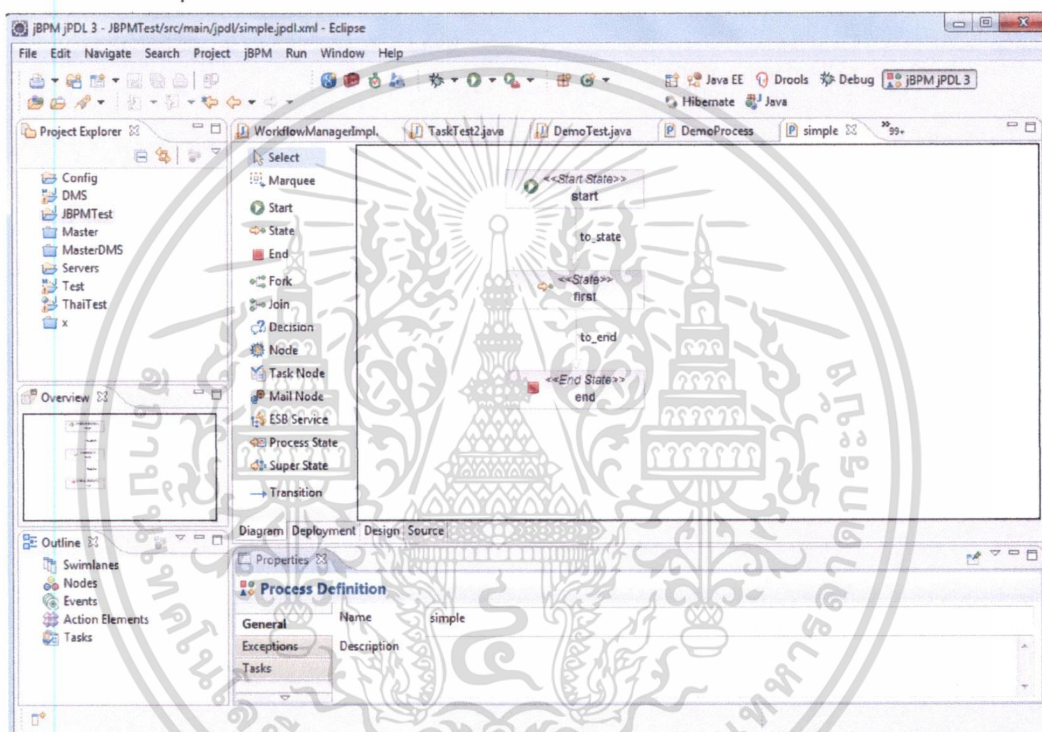 jBPM jPDL 3 - JBPMTest/src/main/jpdl/simple.jpdl.xml - Eclipse
File Edit Navigate Search Project jBPM Run Window Help
Java EE Drools Debug jBPM jPDL 3
Hibernate Java
Project Explorer
WorkflowManagerImpl. TaskTest2.java DemoTest.java DemoProcess simple 99+
Config
DMS
JBPMTest
Master
MasterDMS
Servers
Test
ThaiTest
x
Select
Marquee
Start
State
End
Fork
Join
Decision
Node
Task Node
Mail Node
ESB Service
Process State
Super State
Transition
<<Start State>>
start
to_state
<<State>>
first
to_end
<<End State>>
end
Overview
Diagram Deployment Design Source
Outline
Swimlanes
Nodes
Events
Action Elements
Tasks
Properties
Process Definition
General
Exceptions
Tasks
Name simple
Description